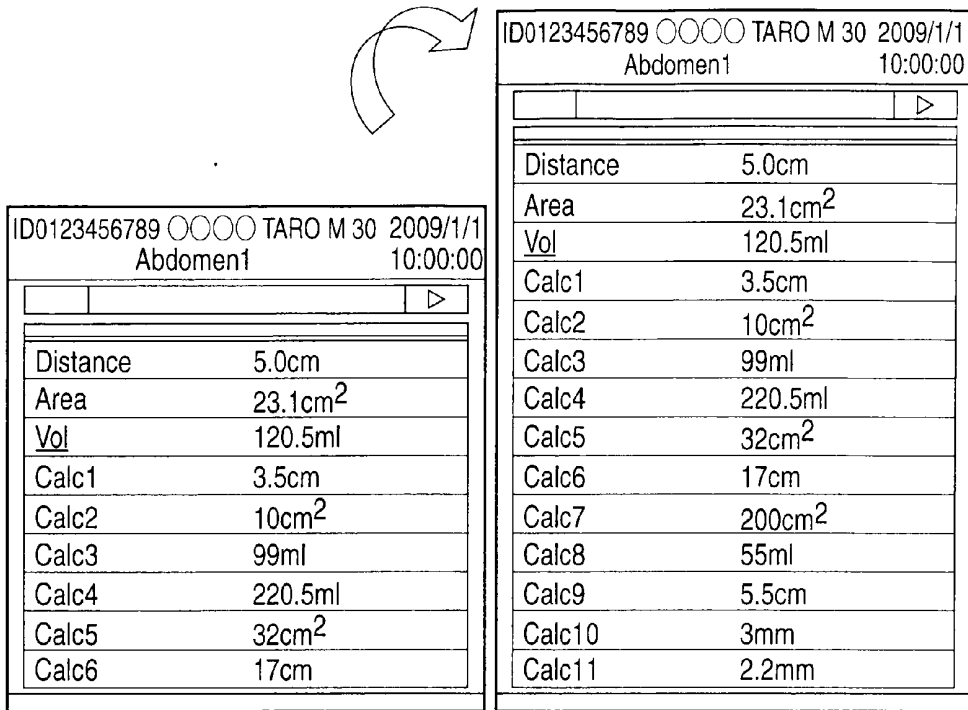 ID0123456789 ○○○○ TARO M 30 2009/1/1
Abdomen1 10:00:00
Distance 5.0cm
Area 23.1cm2
Vol 120.5ml
Calc1 3.5cm
Calc2 10cm2
Calc3 99ml
Calc4 220.5ml
Calc5 32cm2
Calc6 17cm
ID0123456789 ○○○○ TARO M 30 2009/1/1
Abdomen1 10:00:00
Distance 5.0cm
Area 23.1cm2
Vol 120.5ml
Calc1 3.5cm
Calc2 10cm2
Calc3 99ml
Calc4 220.5ml
Calc5 32cm2
Calc6 17cm
Calc7 200cm2
Calc8 55ml
Calc9 5.5cm
Calc10 3mm
Calc11 2.2mm